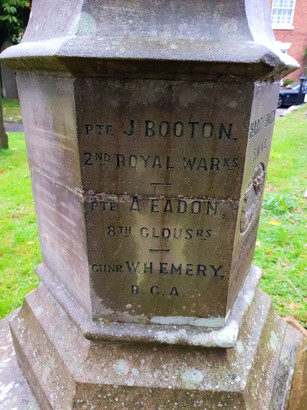 PTE J. BOOTON.
2ND ROYAL WARKS
PTE A EADON.
8TH GLOUSRS.
GUNR W.H. EMERY,
R.G.A.